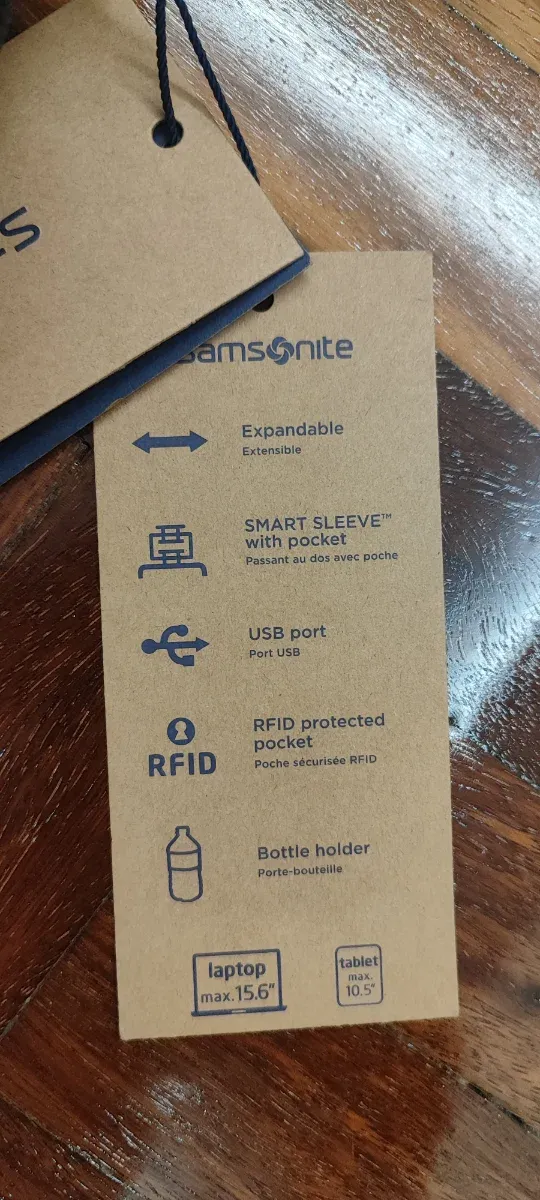 samsonite
Expandable
Extensible
SMART SLEEVE™
with pocket
Passant au dos avec poche
USB port
Port USB
RFID
RFID protected
pocket
Poche sécurisée RFID
Bottle holder
Porte-bouteille
laptop
max.15.6"
tablet
max.
10.5"